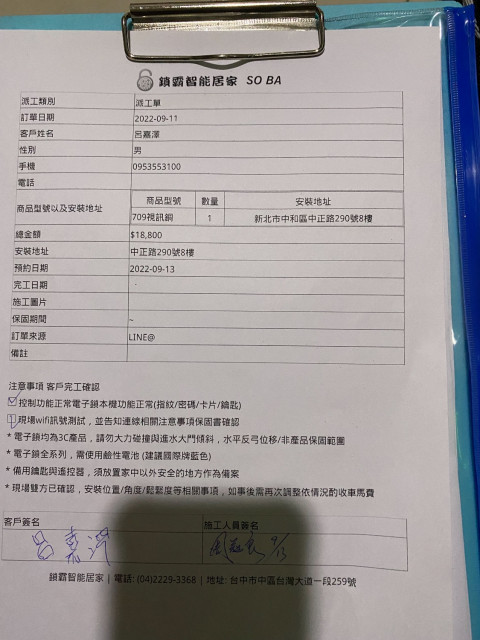 鎖霸智能居家 SO BA
派工類別 派工單
訂單日期 2022-09-11
客戶姓名 呂嘉澤
性別 男
手機 0953553100
電話
商品型號以及安裝地址 商品型號 數量 安裝地址
709視訊鎖 1 新北市中和區中正路290號8樓
總金額 $18,800
安裝地址 中正路290號8樓
預約日期 2022-09-13
完工日期 -
施工圖片
保固期間 ~
訂單來源 LINE@
備註
注意事項 客戶完工確認
控制功能正常電子鎖本機功能正常(指紋/密碼/卡片/鑰匙)
現場wifi訊號測試，並告知連線相關注意事項保固書確認
* 電子鎖均為3C產品，請勿大力碰撞與進水大門傾斜，水平反弓位移/非產品保固範圍
* 電子鎖全系列，需使用鹼性電池 (建議國際牌藍色)
* 備用鑰匙與遙控器，須放置家中以外安全的地方作為備案
* 現場雙方已確認，安裝位置/角度/鬆緊度等相關事項，如事後需再次調整依情況酌收車馬費
客戶簽名 施工人員簽名
呂嘉澤 9/13
鎖霸智能居家 | 電話: (04)2229-3368 | 地址: 台中市中區台灣大道一段259號